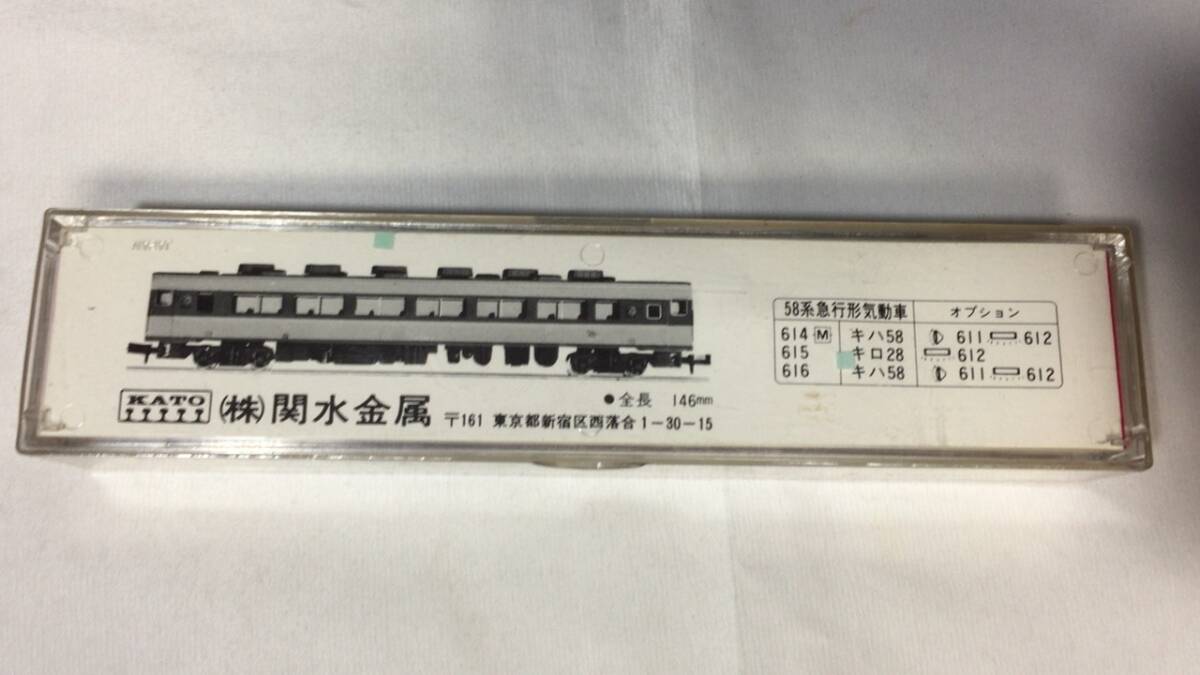 KATO
(株)関水金属 〒161 東京都新宿区西落合1-30-15
●全長 146mm
58系急行形気動車 オプション
614 M キハ58 611 612
615 キロ28 612
616 キハ58 611 612